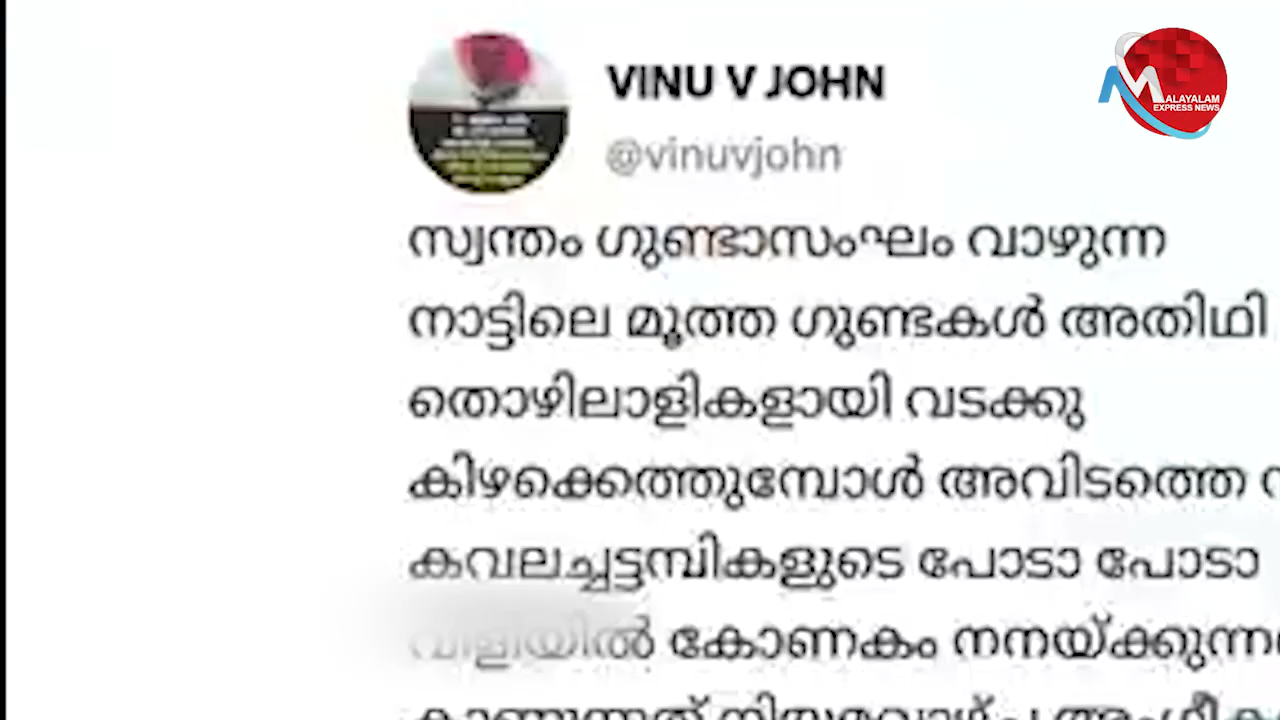 VINU V JOHN
MALAYALAM
EXPRESS NEWS
@vinuvjohn
സ്വന്തം ഗുണ്ടാസംഘം വാഴുന്ന
നാട്ടിലെ മൂത്ത ഗുണ്ടകൾ അതിഥി
തൊഴിലാളികളായി വടക്കു
കിഴക്കെത്തുമ്പോൾ അവിടത്തെ
കവലച്ചട്ടമ്പികളുടെ പോടാ പോടാ
വിളിയിൽ കോണകം